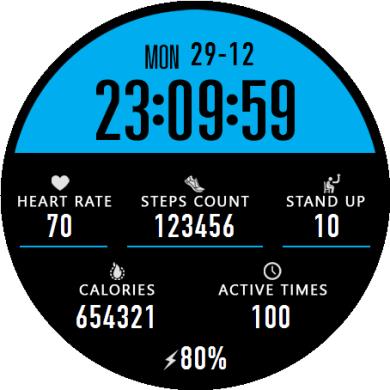 MON 29-12
23:09:59
HEART RATE STEPS COUNT STAND UP
70 123456 10
CALORIES ACTIVE TIMES
654321 100
80%